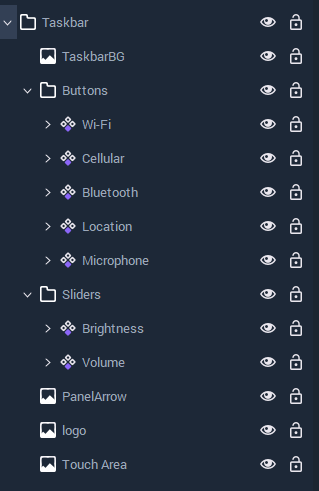 Taskbar
TaskbarBG
Buttons
Wi-Fi
Cellular
Bluetooth
Location
Microphone
Sliders
Brightness
Volume
PanelArrow
logo
Touch Area